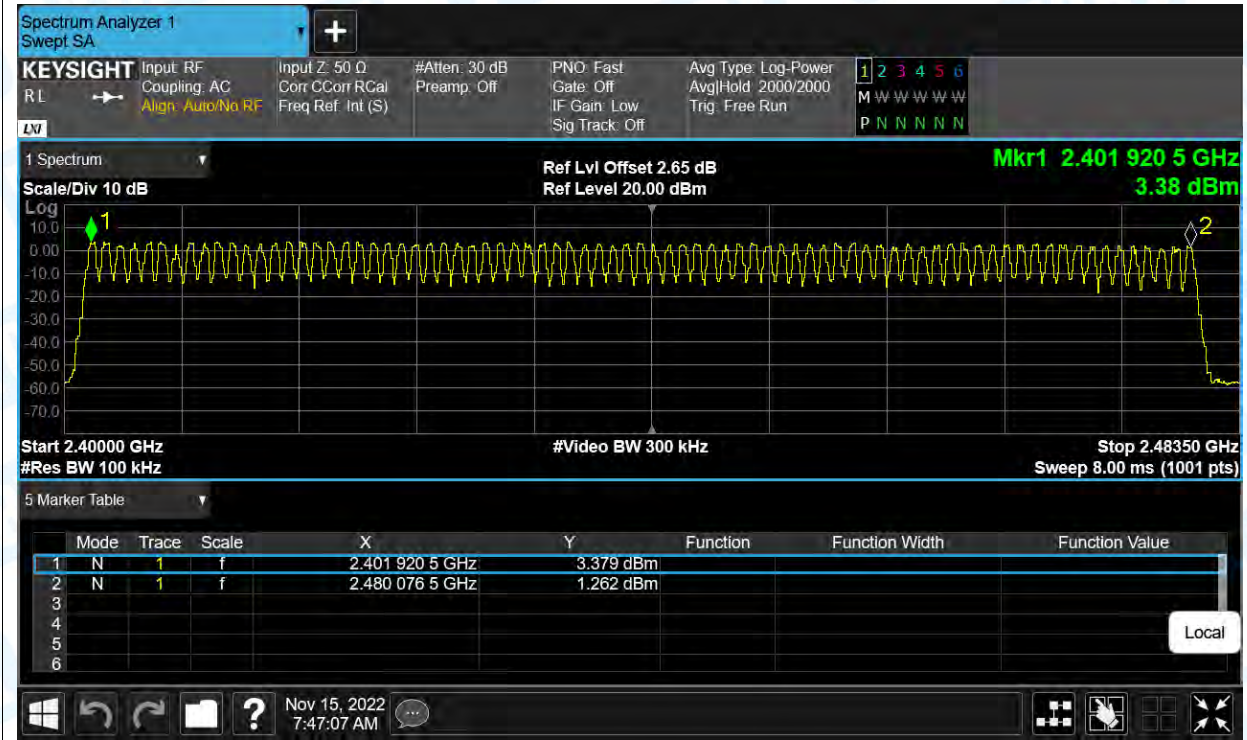 Spectrum Analyzer 1
Swept SA
+
KEYSIGHT Input: RF Input Z: 50 Ω #Atten: 30 dB PNO: Fast Avg Type: Log-Power 1 2 3 4 5 6
R L Coupling: AC Corr CCorr RCal Preamp: Off Gate: Off Avg|Hold: 2000/2000 M W W W W W W
Align: Auto/No RF Freq Ref: Int (S) IF Gain: Low Trig: Free Run P N N N N N N
LXI Sig Track: Off
1 Spectrum Ref Lvl Offset 2.65 dB Mkr1 2.401 920 5 GHz
Scale/Div 10 dB Ref Level 20.00 dBm 3.38 dBm
Log
10.0
0.00
-10.0
-20.0
-30.0
-40.0
-50.0
-60.0
-70.0
1
2
Start 2.40000 GHz #Video BW 300 kHz Stop 2.48350 GHz
#Res BW 100 kHz Sweep 8.00 ms (1001 pts)
5 Marker Table
Mode Trace Scale X Y Function Function Width Function Value
1 N 1 f 2.401 920 5 GHz 3.379 dBm
2 N 1 f 2.480 076 5 GHz 1.262 dBm
3
4
5
6
Local
? Nov 15, 2022
7:47:07 AM